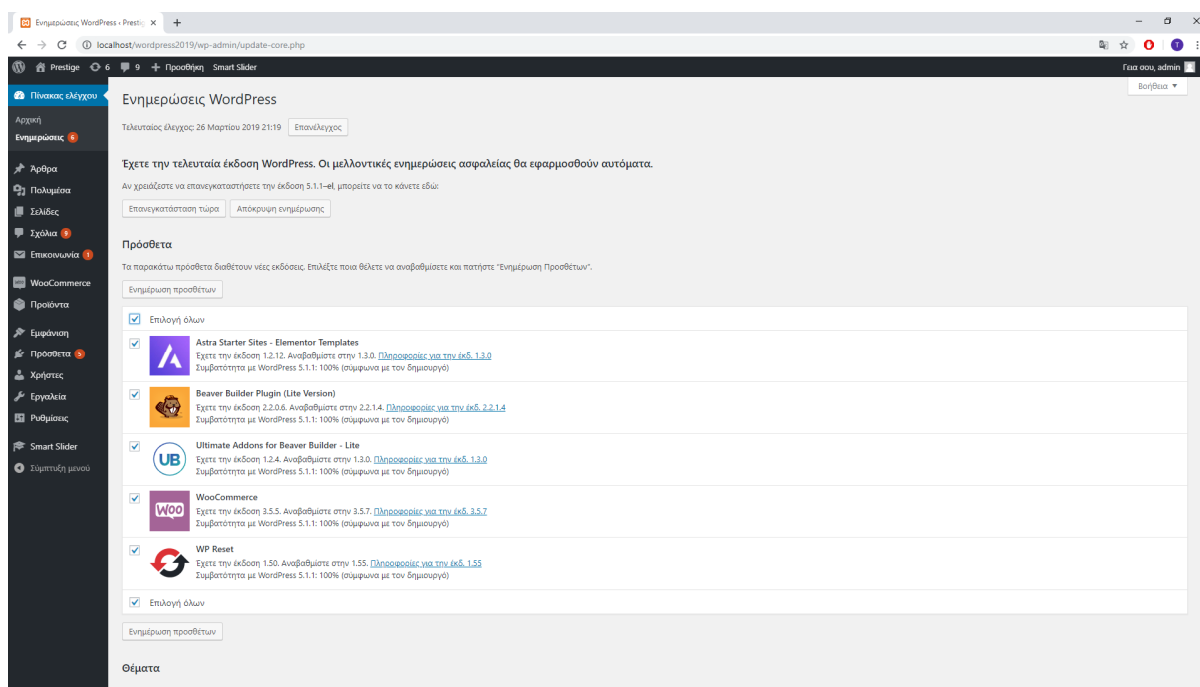 Ενημερώσεις WordPress ‹ Prestig
localhost/wordpress2019/wp-admin/update-core.php
T
Prestige 6 9 Προσθήκη Smart Slider
Γεια σου, admin
Βοήθεια
Πίνακας ελέγχου
Αρχική
Ενημερώσεις 6
Άρθρα
Πολυμέσα
Σελίδες
Σχόλια 9
Επικοινωνία 1
WooCommerce
Προϊόντα
Εμφάνιση
Πρόσθετα 5
Χρήστες
Εργαλεία
Ρυθμίσεις
Smart Slider
Σύμπτυξη μενού
Ενημερώσεις WordPress
Τελευταίος έλεγχος: 26 Μαρτίου 2019 21:19 Επανέλεγχος
Έχετε την τελευταία έκδοση WordPress. Οι μελλοντικές ενημερώσεις ασφαλείας θα εφαρμοσθούν αυτόματα.
Αν χρειάζεστε να επανεγκαταστήσετε την έκδοση 5.1.1–el, μπορείτε να το κάνετε εδώ:
Επανεγκατάσταση τώρα Απόκρυψη ενημέρωσης
Πρόσθετα
Τα παρακάτω πρόσθετα διαθέτουν νέες εκδόσεις. Επιλέξτε ποια θέλετε να αναβαθμίσετε και πατήστε "Ενημέρωση Προσθέτων".
Ενημέρωση προσθέτων
Επιλογή όλων
Astra Starter Sites - Elementor Templates
Έχετε την έκδοση 1.2.12. Αναβαθμίστε στην 1.3.0. Πληροφορίες για την έκδ. 1.3.0
Συμβατότητα με WordPress 5.1.1: 100% (σύμφωνα με τον δημιουργό)
Beaver Builder Plugin (Lite Version)
Έχετε την έκδοση 2.2.0.6. Αναβαθμίστε στην 2.2.1.4. Πληροφορίες για την έκδ. 2.2.1.4
Συμβατότητα με WordPress 5.1.1: 100% (σύμφωνα με τον δημιουργό)
UB
Ultimate Addons for Beaver Builder - Lite
Έχετε την έκδοση 1.2.4. Αναβαθμίστε στην 1.3.0. Πληροφορίες για την έκδ. 1.3.0
Συμβατότητα με WordPress 5.1.1: 100% (σύμφωνα με τον δημιουργό)
WOO
WooCommerce
Έχετε την έκδοση 3.5.5. Αναβαθμίστε στην 3.5.7. Πληροφορίες για την έκδ. 3.5.7
Συμβατότητα με WordPress 5.1.1: 100% (σύμφωνα με τον δημιουργό)
WP Reset
Έχετε την έκδοση 1.50. Αναβαθμίστε στην 1.55. Πληροφορίες για την έκδ. 1.55
Συμβατότητα με WordPress 5.1.1: 100% (σύμφωνα με τον δημιουργό)
Επιλογή όλων
Ενημέρωση προσθέτων
Θέματα